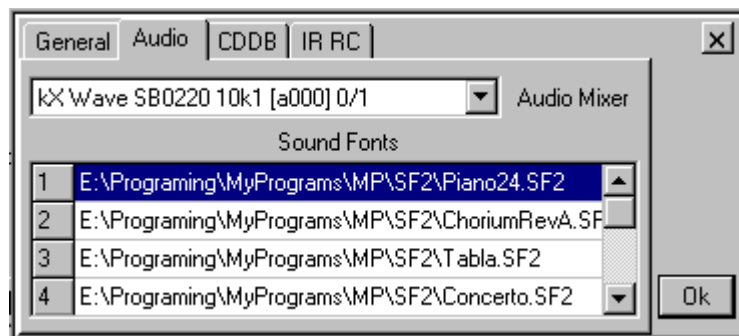 General Audio CDDB IR RC
kX Wave SB0220 10k1 [a000] 0/1 Audio Mixer
Sound Fonts
1 E:\Programing\MyPrograms\MP\SF2\Piano24.SF2
2 E:\Programing\MyPrograms\MP\SF2\ChoriumRevA.SF
3 E:\Programing\MyPrograms\MP\SF2\Tabla.SF2
4 E:\Programing\MyPrograms\MP\SF2\Concerto.SF2
Ok